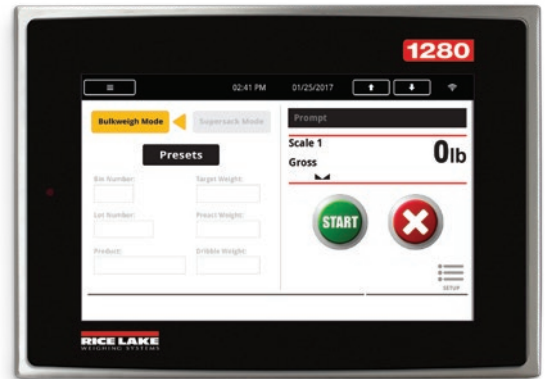 1280
02:41 PM 01/25/2017
Bulkweigh Mode Supersack Mode
Presets
Bin Number: Target Weight:
Lot Number: Preact Weight:
Product: Dribble Weight:
Prompt
Scale 1
Gross
0lb
START
SETUP
RICE LAKE
WEIGHING SYSTEMS